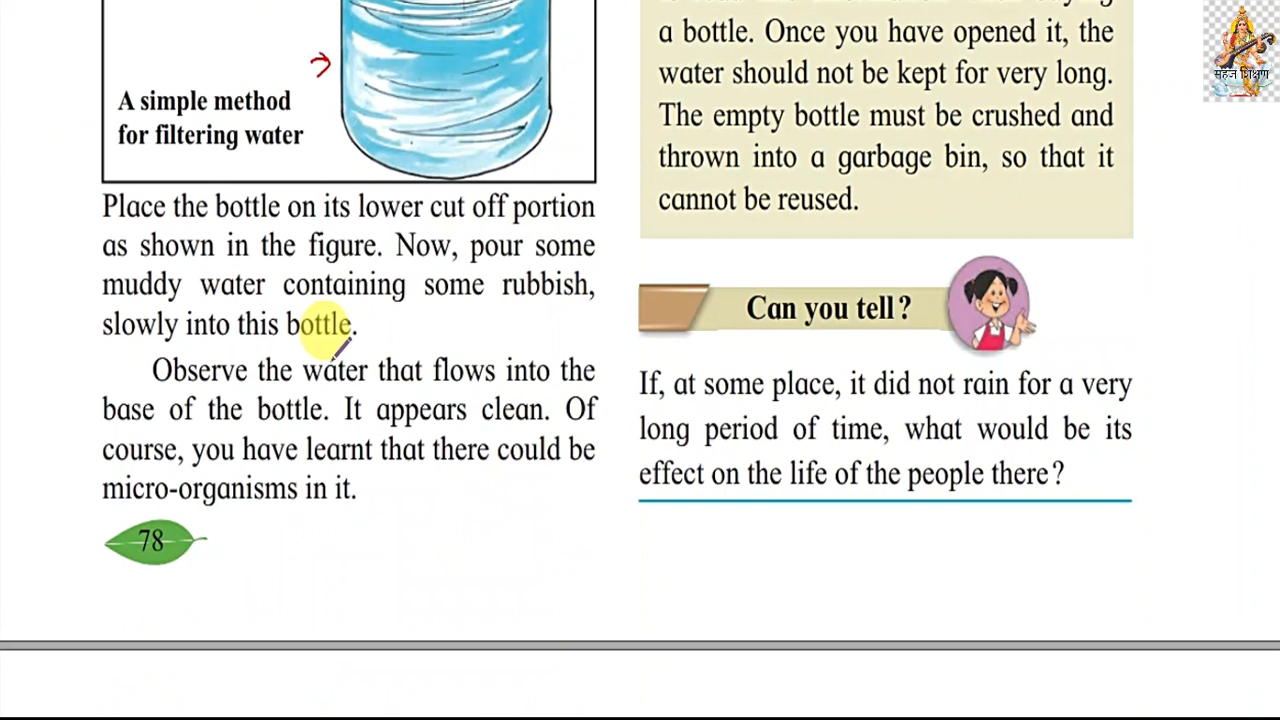 A simple method
for filtering water
Place the bottle on its lower cut off portion
as shown in the figure. Now, pour some
muddy water containing some rubbish,
slowly into this bottle.
Observe the water that flows into the
base of the bottle. It appears clean. Of
course, you have learnt that there could be
micro-organisms in it.
78
a bottle. Once you have opened it, the
water should not be kept for very long.
The empty bottle must be crushed and
thrown into a garbage bin, so that it
cannot be reused.
Can you tell?
If, at some place, it did not rain for a very
long period of time, what would be its
effect on the life of the people there?
सहज शिक्षण